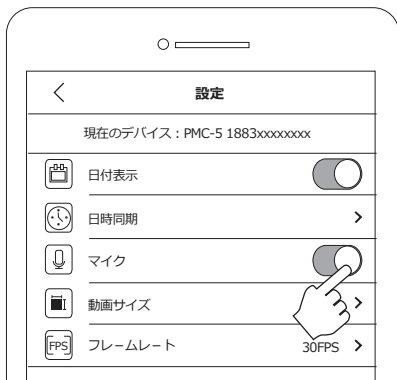 設定
現在のデバイス：PMC-5 1883xxxxxxxx
日付表示
日時同期
マイク
動画サイズ
FPS フレームレート 30FPS